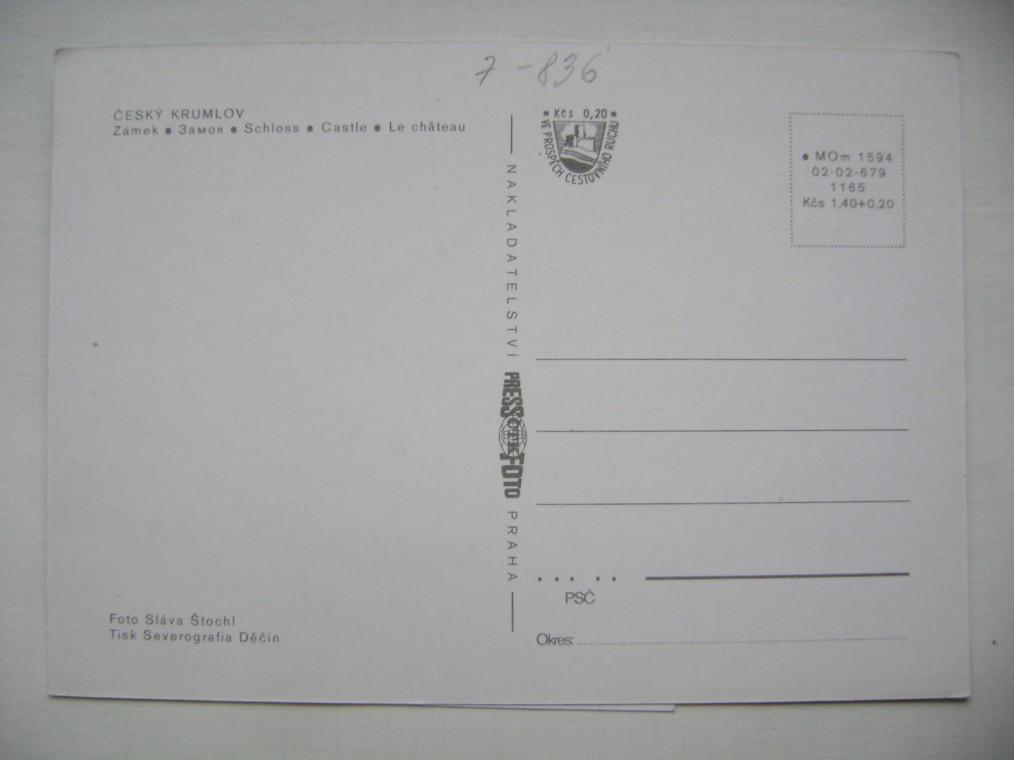 7-836
ČESKÝ KRUMLOV
Zámek • Замок • Schloss • Castle • Le château
Kčs 0,20
VE PROSPĚCH CESTOVNÍHO RUCHU
• MOm 1594
02-02-679
1165
Kčs 1,40+0,20
NAKLADATELSTVÍ PRESSFOTO ČTK PRAHA
PSČ
Okres:
Foto Sláva Štochl
Tisk Severografia Děčín